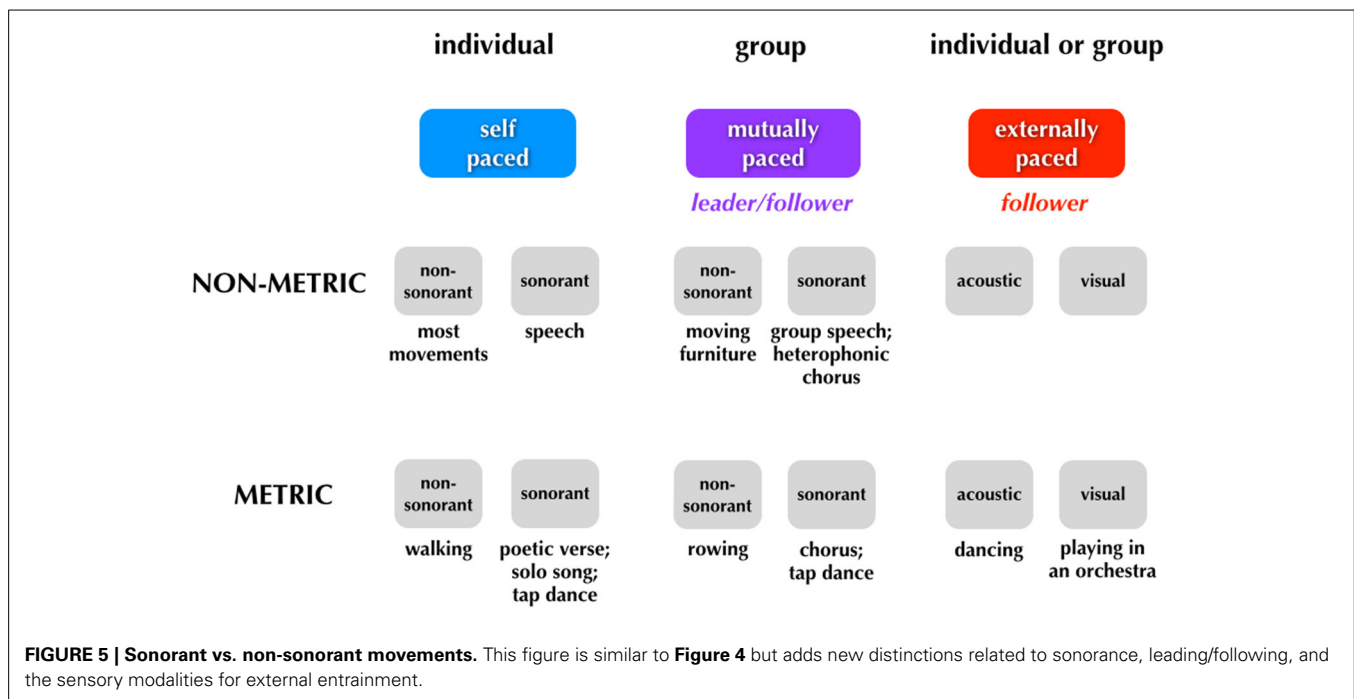 individual group individual or group
self paced
mutually paced
externally paced
leader/follower follower
NON-METRIC
non-sonorant
sonorant
non-sonorant
sonorant
acoustic
visual
most movements
speech
moving furniture
group speech; heterophonic chorus
METRIC
non-sonorant
sonorant
non-sonorant
sonorant
acoustic
visual
walking
poetic verse; solo song; tap dance
rowing
chorus; tap dance
dancing
playing in an orchestra
FIGURE 5 | Sonorant vs. non-sonorant movements. This figure is similar to Figure 4 but adds new distinctions related to sonorance, leading/following, and
the sensory modalities for external entrainment.